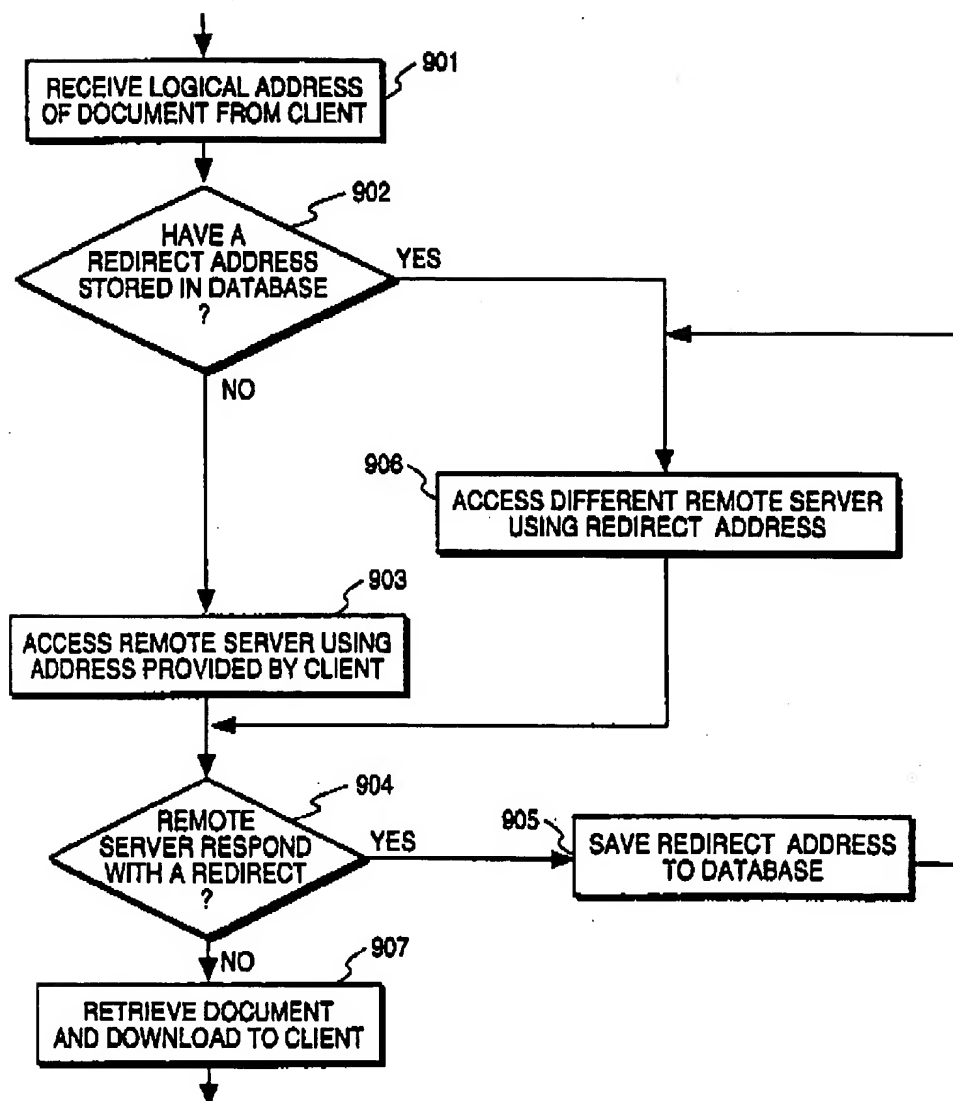 901
RECEIVE LOGICAL ADDRESS
OF DOCUMENT FROM CLIENT
902
HAVE A
REDIRECT ADDRESS
STORED IN DATABASE
?
YES
NO
906
ACCESS DIFFERENT REMOTE SERVER
USING REDIRECT ADDRESS
903
ACCESS REMOTE SERVER USING
ADDRESS PROVIDED BY CLIENT
904
REMOTE
SERVER RESPOND
WITH A REDIRECT
?
YES
905
SAVE REDIRECT ADDRESS
TO DATABASE
NO
907
RETRIEVE DOCUMENT
AND DOWNLOAD TO CLIENT